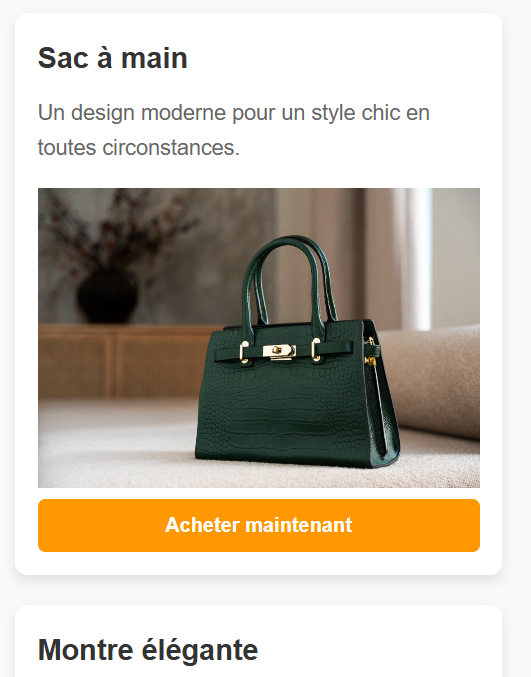 Sac à main
Un design moderne pour un style chic en
toutes circonstances.
Acheter maintenant
Montre élégante